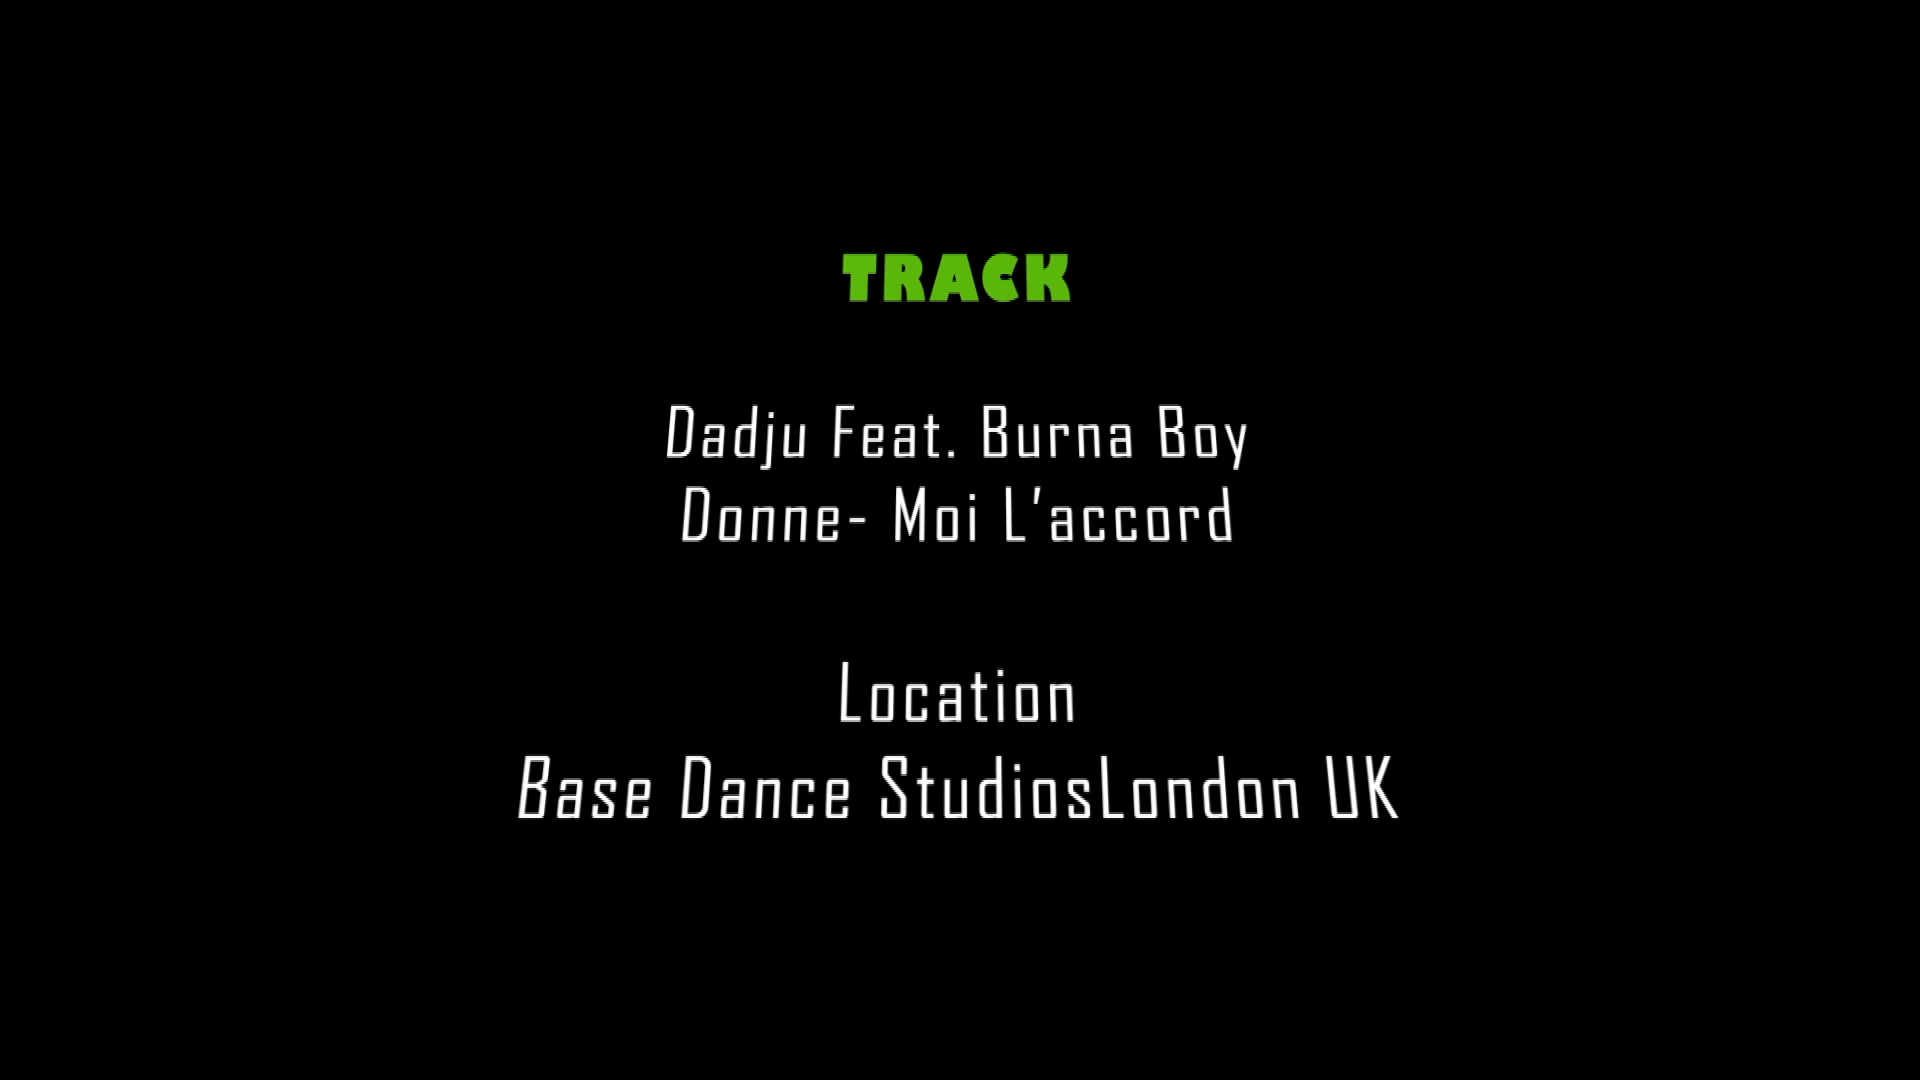 TRACK
Dadju Feat. Burna Boy
Donne- Moi L'accord
Location
Base Dance StudiosLondon UK